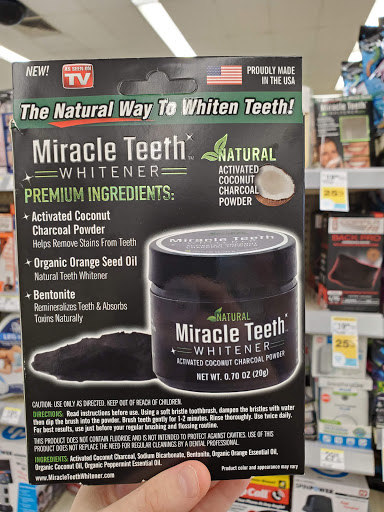 NEW!
AS SEEN ON
TV
PROUDLY MADE
IN THE USA
The Natural Way To Whiten Teeth!
Miracle Teeth™
WHITENER
NATURAL
ACTIVATED
COCONUT
CHARCOAL
POWDER
PREMIUM INGREDIENTS:
Activated Coconut
Charcoal Powder
Helps Remove Stains From Teeth
Organic Orange Seed Oil
Natural Teeth Whitener
Bentonite
Remineralizes Teeth & Absorbs
Toxins Naturally
Miracle Teeth
NATURAL
Miracle Teeth™
WHITENER
ACTIVATED COCONUT CHARCOAL POWDER
NET WT. 0.70 OZ (20g)
CAUTION: USE ONLY AS DIRECTED. KEEP OUT OF REACH OF CHILDREN.
DIRECTIONS: Read instructions before use. Using a soft bristle toothbrush, dampen the bristles with water
then dip the brush into the powder. Brush teeth gently for 1-2 minutes. Rinse thoroughly. Use twice daily.
For best results, use just before your regular brushing and flossing routine.
THIS PRODUCT DOES NOT CONTAIN FLUORIDE AND IS NOT INTENDED TO PROTECT AGAINST CAVITIES. USE OF THIS
PRODUCT DOES NOT REPLACE THE NEED FOR REGULAR CLEANINGS BY A DENTAL PROFESSIONAL.
INGREDIENTS: Activated Coconut Charcoal, Sodium Bicarbonate, Bentonite, Organic Orange Essential Oil,
Organic Coconut Oil, Organic Peppermint Essential Oil.
Product color and appearance may vary
www.MiracleTeethWhitener.com
Miracle Teeth
WHITENER
BACK PRO